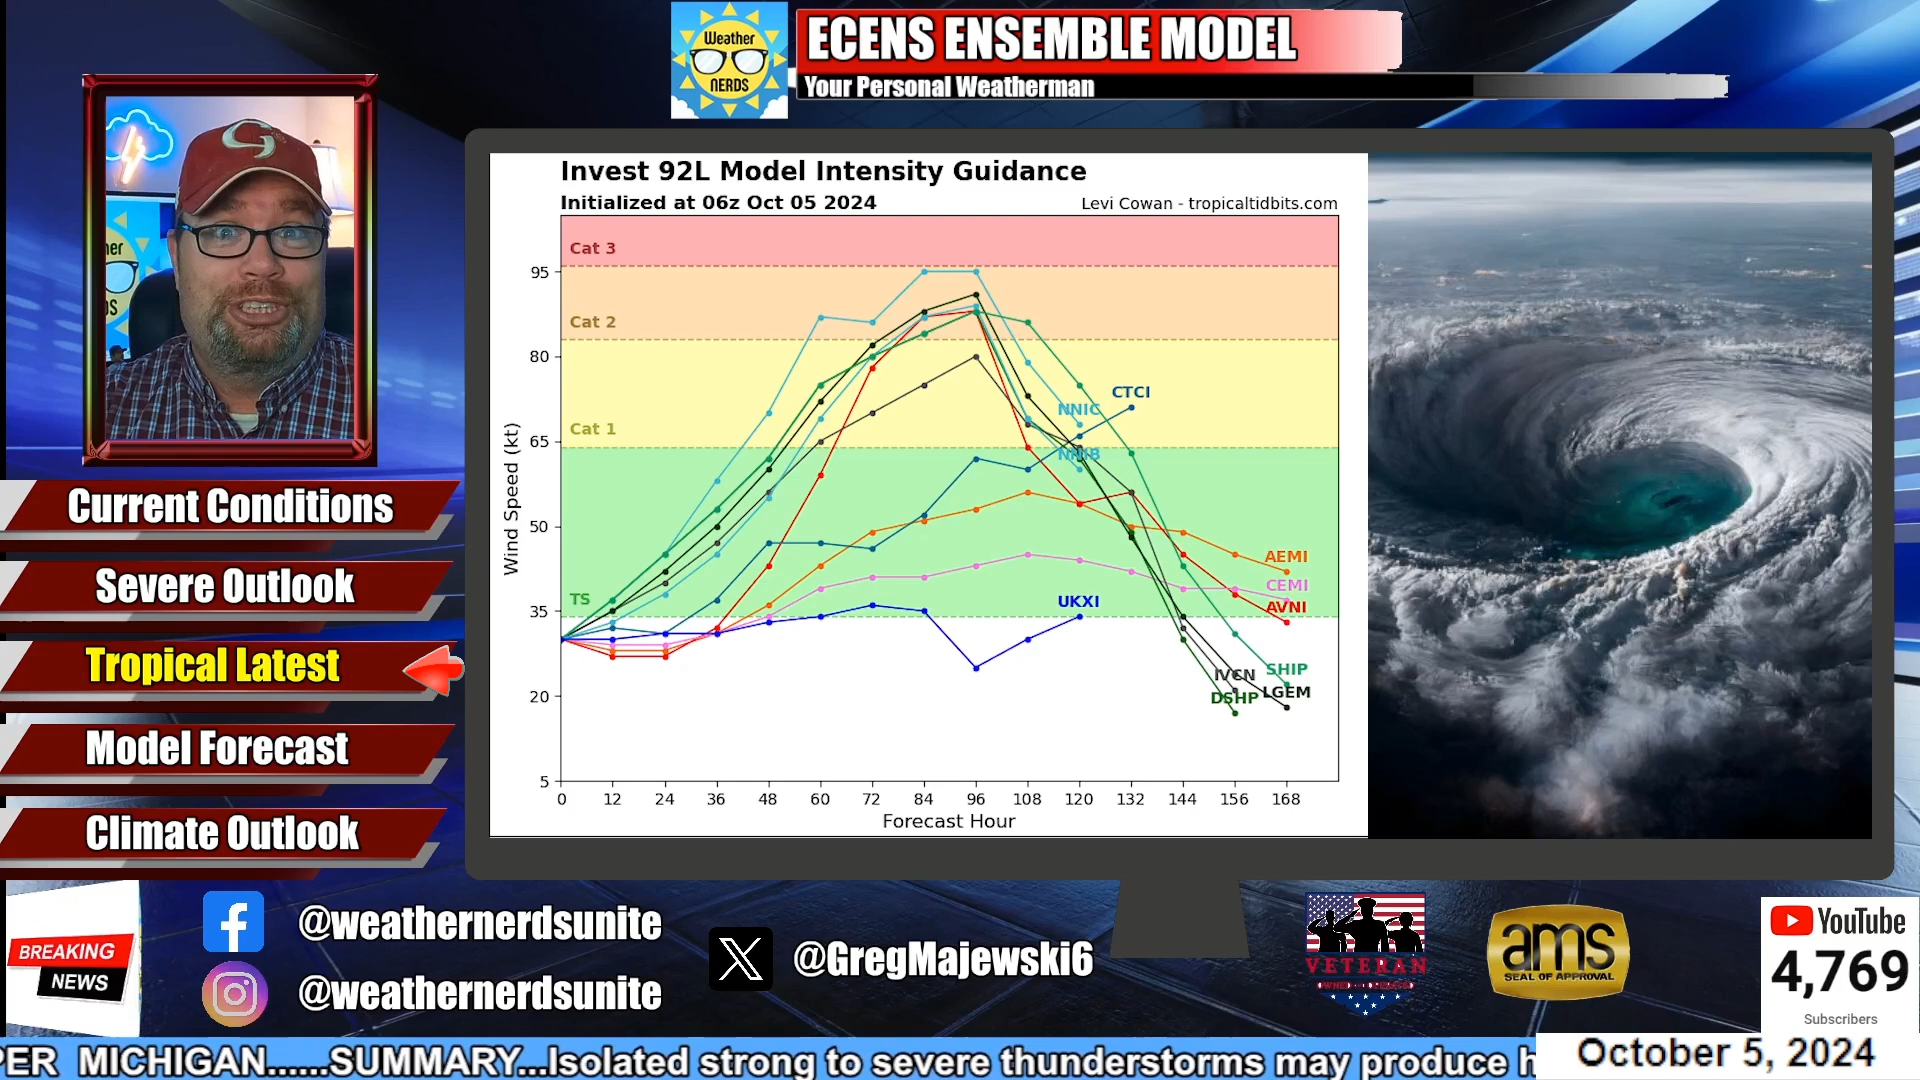 Weather
NERDS
ECENS ENSEMBLE MODEL
Your Personal Weatherman
Invest 92L Model Intensity Guidance
Initialized at 06z Oct 05 2024
Levi Cowan - tropicaltidbits.com
Cat 3
Cat 2
Cat 1
TS
95
80
65
50
35
20
5
Wind Speed (kt)
CTCI
NNIC
NNIB
AEMI
CEMI
AVNI
UKXI
IVCN
SHIP
DSHP
LGEM
0 12 24 36 48 60 72 84 96 108 120 132 144 156 168
Forecast Hour
Current Conditions
Severe Outlook
Tropical Latest
Model Forecast
Climate Outlook
BREAKING
NEWS
@weathernerdsunite
@weathernerdsunite
@GregMajewski6
VETERAN
ams
SEAL OF APPROVAL
YouTube
4,769
Subscribers
PER MICHIGAN......SUMMARY...Isolated strong to severe thunderstorms may produce h
October 5, 2024